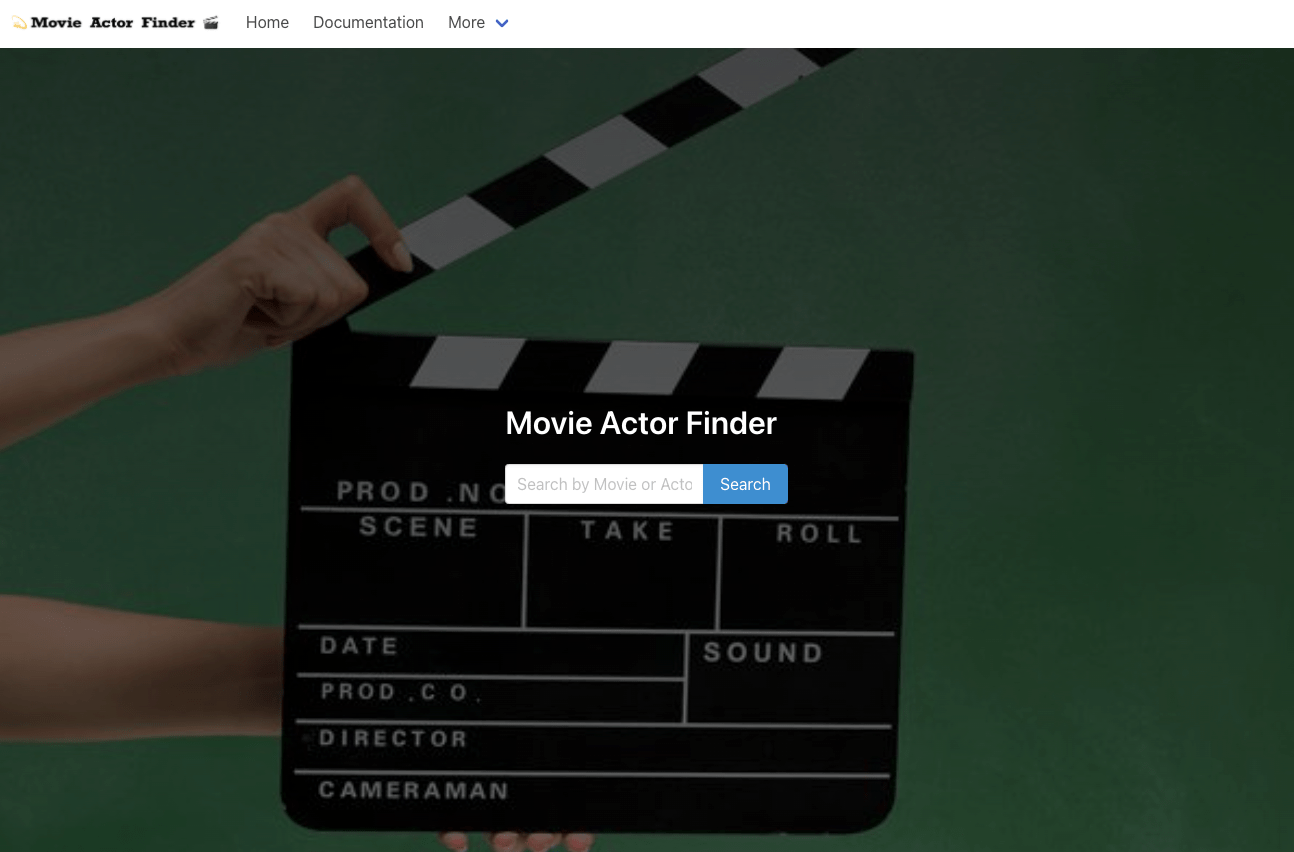 💫Movie Actor Finder 🎬 Home Documentation More
Movie Actor Finder
Search by Movie or Acto Search
PROD .NO
SCENE TAKE ROLL
DATE SOUND
PROD .CO.
DIRECTOR
CAMERAMAN